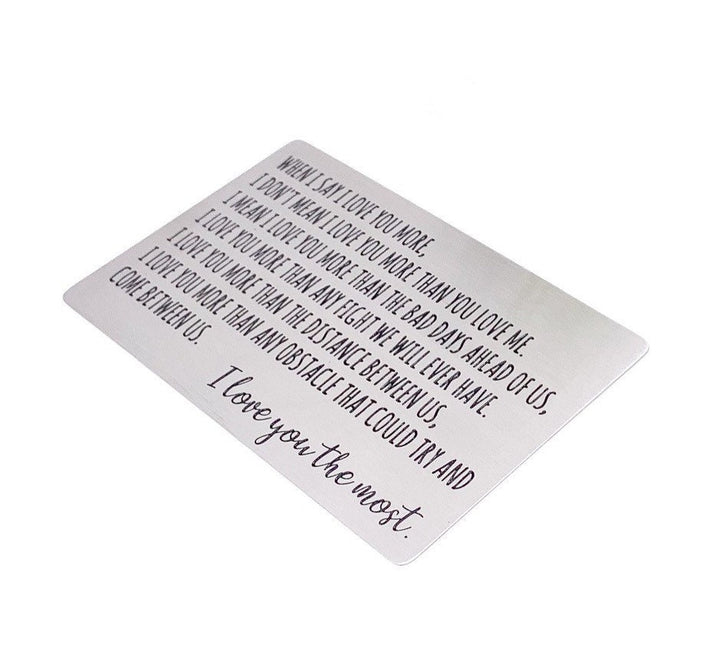 WHEN I SAY I LOVE YOU MORE,
I DON'T MEAN I LOVE YOU MORE THAN YOU LOVE ME.
I MEAN I LOVE YOU MORE THAN THE BAD DAYS AHEAD OF US,
I LOVE YOU MORE THAN ANY FIGHT WE WILL EVER HAVE.
I LOVE YOU MORE THAN THE DISTANCE BETWEEN US,
I LOVE YOU MORE THAN ANY OBSTACLE THAT COULD TRY AND
COME BETWEEN US.
I love you the most.